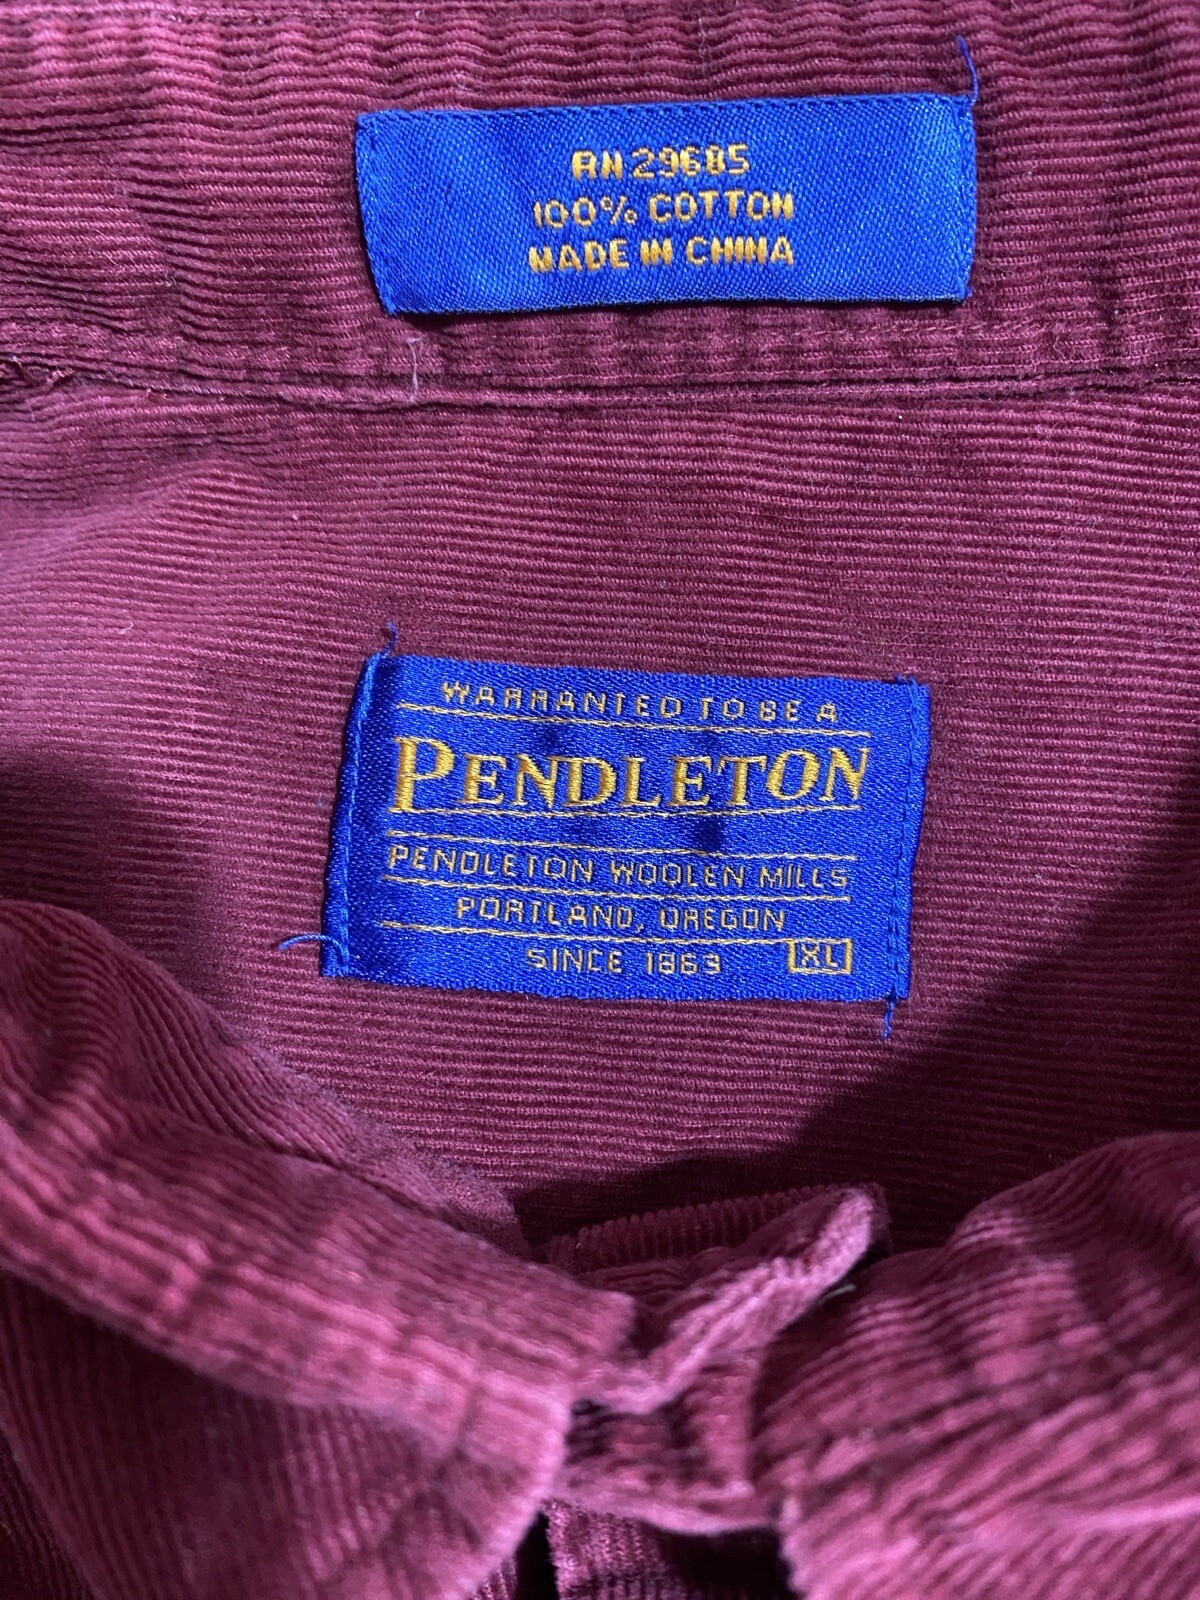 RN 29685
100% COTTON
MADE IN CHINA
WARRANTED TO BE A
PENDLETON
PENDLETON WOOLEN MILLS
PORTLAND, OREGON
SINCE 1863 XL